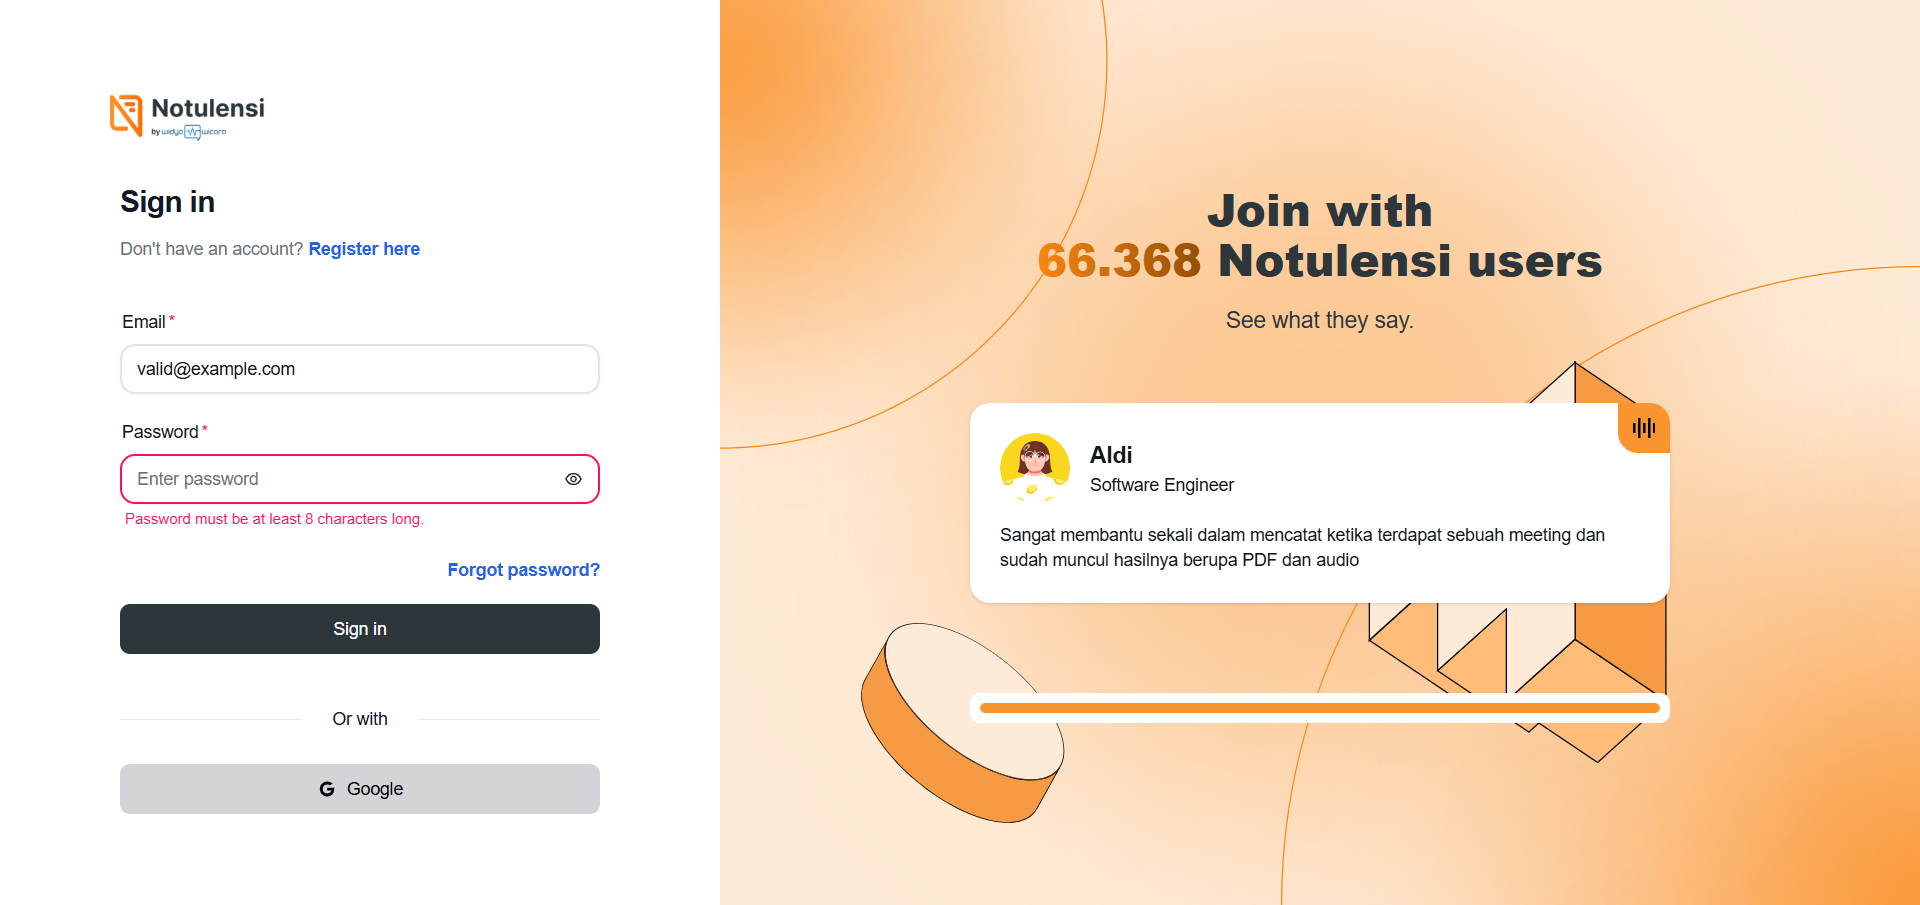 Notulensi
by widya wicara
Sign in
Don't have an account? Register here
Email *
valid@example.com
Password *
Enter password
Password must be at least 8 characters long.
Forgot password?
Sign in
Or with
Google
Join with
66.368 Notulensi users
See what they say.
Aldi
Software Engineer
Sangat membantu sekali dalam mencatat ketika terdapat sebuah meeting dan
sudah muncul hasilnya berupa PDF dan audio